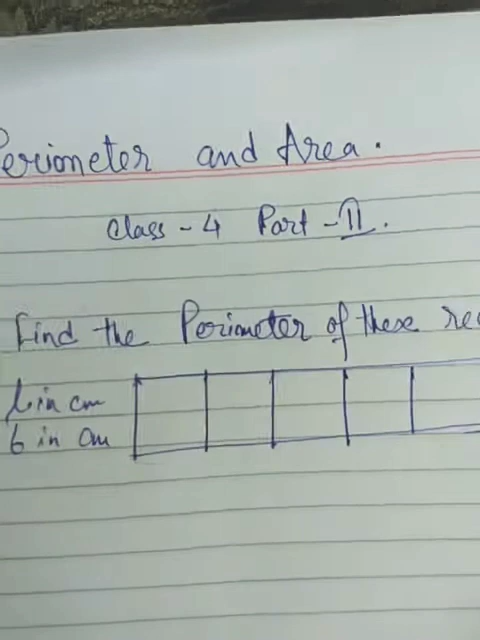 Perimeter and Area.
Class - 4 Part - II.
Find the Perimeter of these
l in cm
b in cm